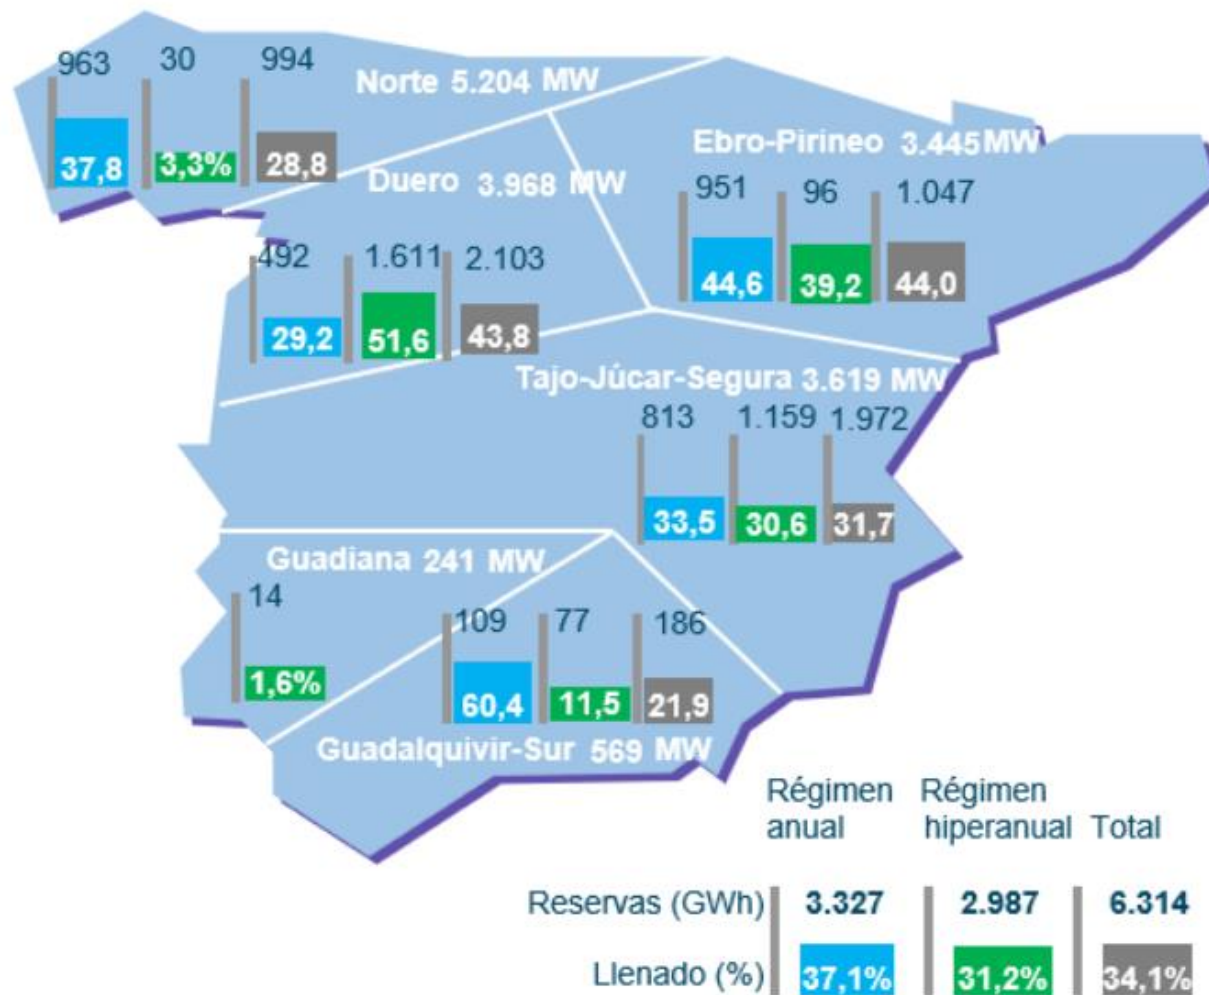 963 30 994
Norte 5.204 MW
37,8 3,3% 28,8
Ebro-Pirineo 3.445 MW
951 96 1.047
44,6 39,2 44,0
Duero 3.968 MW
492 1.611 2.103
29,2 51,6 43,8
Tajo-Júcar-Segura 3.619 MW
813 1.159 1.972
33,5 30,6 31,7
Guadiana 241 MW
14
1,6%
109 77 186
60,4 11,5 21,9
Guadalquivir-Sur 569 MW
Régimen anual Régimen hiperanual Total
Reservas (GWh) 3.327 2.987 6.314
Llenado (%) 37,1% 31,2% 34,1%